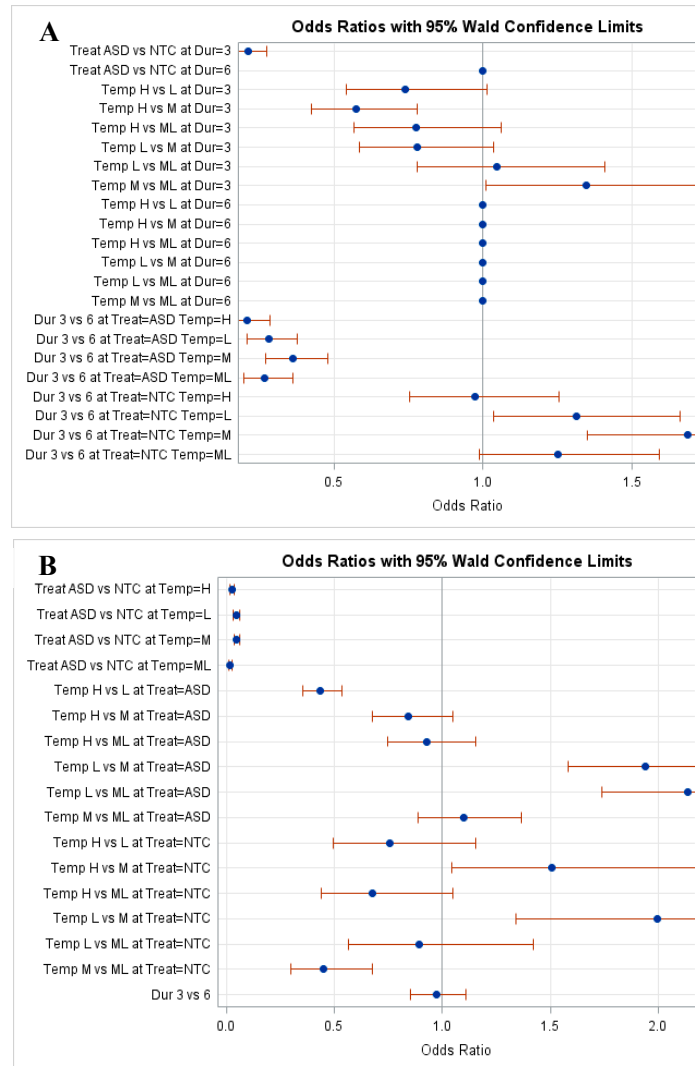 A
Odds Ratios with 95% Wald Confidence Limits
Treat ASD vs NTC at Dur=3
Treat ASD vs NTC at Dur=6
Temp H vs L at Dur=3
Temp H vs M at Dur=3
Temp H vs ML at Dur=3
Temp L vs M at Dur=3
Temp L vs ML at Dur=3
Temp M vs ML at Dur=3
Temp H vs L at Dur=6
Temp H vs M at Dur=6
Temp H vs ML at Dur=6
Temp L vs M at Dur=6
Temp L vs ML at Dur=6
Temp M vs ML at Dur=6
Dur 3 vs 6 at Treat=ASD Temp=H
Dur 3 vs 6 at Treat=ASD Temp=L
Dur 3 vs 6 at Treat=ASD Temp=M
Dur 3 vs 6 at Treat=ASD Temp=ML
Dur 3 vs 6 at Treat=NTC Temp=H
Dur 3 vs 6 at Treat=NTC Temp=L
Dur 3 vs 6 at Treat=NTC Temp=M
Dur 3 vs 6 at Treat=NTC Temp=ML
0.5 1.0 1.5
Odds Ratio
B
Odds Ratios with 95% Wald Confidence Limits
Treat ASD vs NTC at Temp=H
Treat ASD vs NTC at Temp=L
Treat ASD vs NTC at Temp=M
Treat ASD vs NTC at Temp=ML
Temp H vs L at Treat=ASD
Temp H vs M at Treat=ASD
Temp H vs ML at Treat=ASD
Temp L vs M at Treat=ASD
Temp L vs ML at Treat=ASD
Temp M vs ML at Treat=ASD
Temp H vs L at Treat=NTC
Temp H vs M at Treat=NTC
Temp H vs ML at Treat=NTC
Temp L vs M at Treat=NTC
Temp L vs ML at Treat=NTC
Temp M vs ML at Treat=NTC
Dur 3 vs 6
0.0 0.5 1.0 1.5 2.0
Odds Ratio